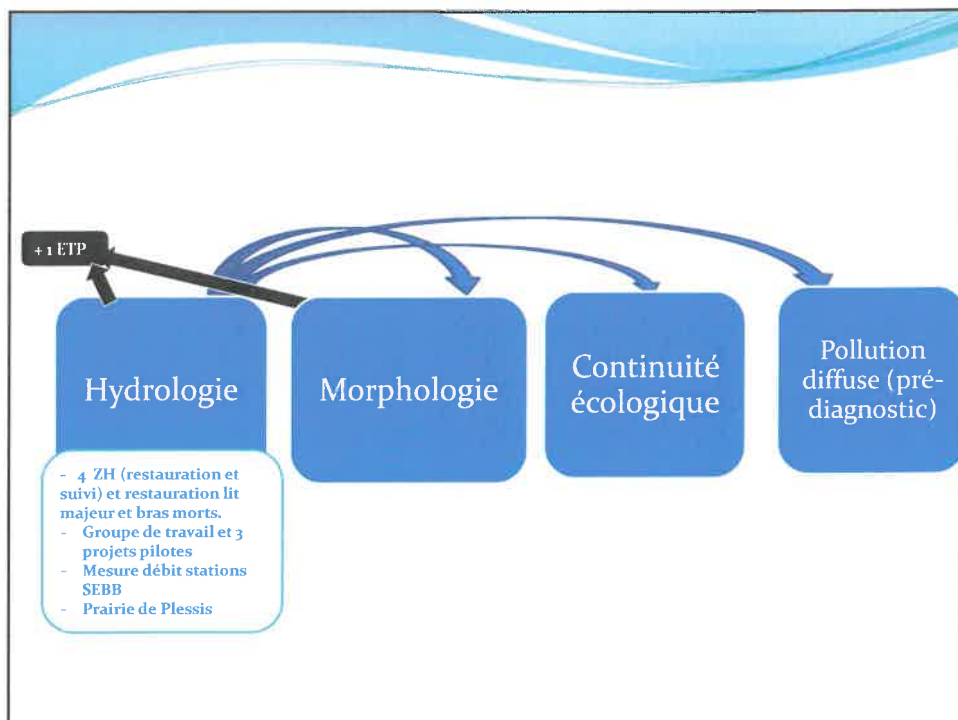 + 1 ETP
Hydrologie
Morphologie
Continuité
écologique
Pollution
diffuse (pré-
diagnostic)
- 4 ZH (restauration et
suivi) et restauration lit
majeur et bras morts.
- Groupe de travail et 3
projets pilotes
- Mesure débit stations
SEBB
- Prairie de Plessis